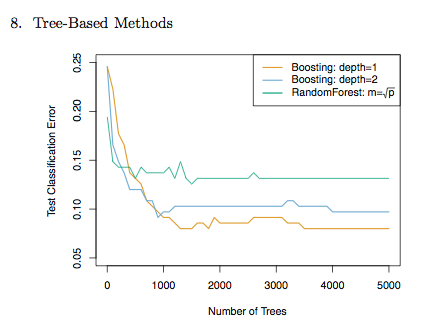 8. Tree-Based Methods
Boosting: depth=1
Boosting: depth=2
RandomForest: m=√p
Test Classification Error
0.05 0.10 0.15 0.20 0.25
0 1000 2000 3000 4000 5000
Number of Trees